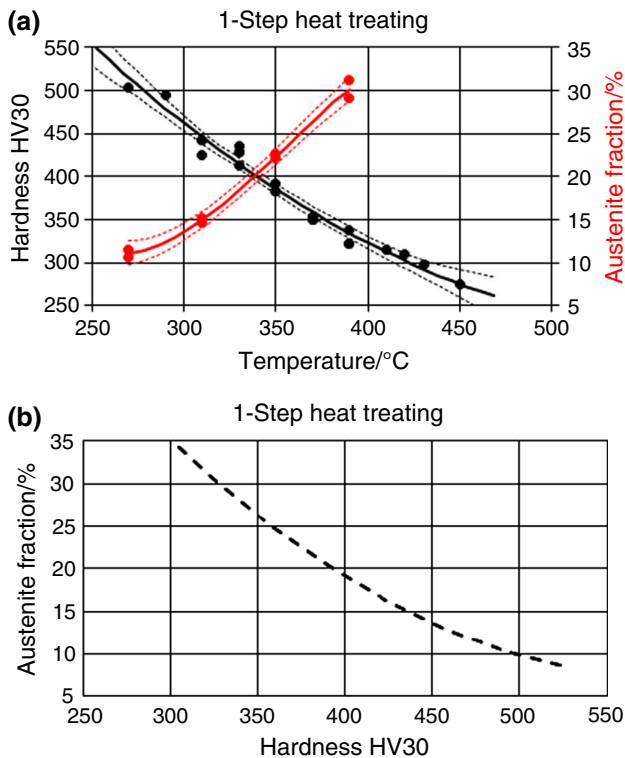 (a) 1-Step heat treating
550 35
500 30
450 25
400 20
350 15
300 10
250 5
Hardness HV30
Austenite fraction/%
250 300 350 400 450 500
Temperature/°C
(b) 1-Step heat treating
35
30
25
20
15
10
5
Austenite fraction/%
250 300 350 400 450 500 550
Hardness HV30